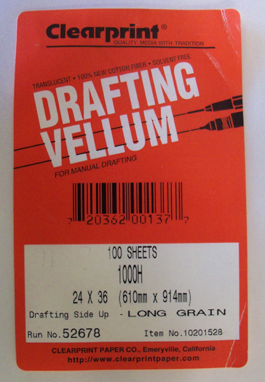 Clearprint®
QUALITY MEDIA WITH TRADITION
TRANSLUCENT • 100% NEW COTTON FIBER • SOLVENT FREE
DRAFTING
VELLUM
FOR MANUAL DRAFTING
7 20362 00137 7
100 SHEETS
1000H
24 X 36 (610mm x 914mm)
Drafting Side Up - LONG GRAIN
Run No. 52678 Item No. 10201528
CLEARPRINT PAPER CO., Emeryville, California
http://www.clearprintpaper.com